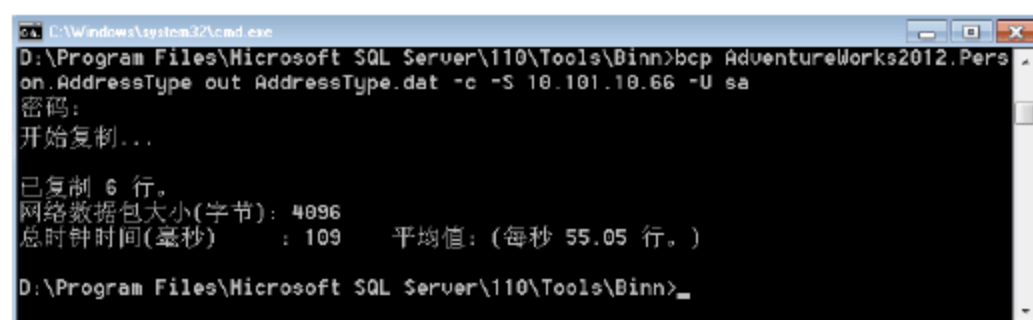 C:\Windows\system32\cmd.exe
D:\Program Files\Microsoft SQL Server\110\Tools\Binn>bcp AdventureWorks2012.Pers
on.AddressType out AddressType.dat -c -S 10.101.10.66 -U sa
密码:
开始复制...
已复制 6 行。
网络数据包大小(字节): 4096
总时钟时间(毫秒)     : 109    平均值: (每秒 55.05 行。)
D:\Program Files\Microsoft SQL Server\110\Tools\Binn>_